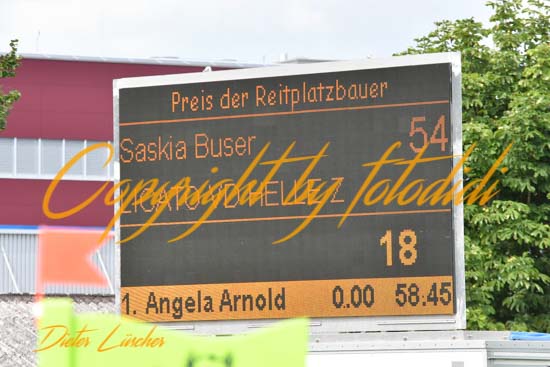 Preis der Reitplatzbauer
Saskia Buser 54
Copyright by fotodidi
18
1. Angela Arnold 0.00 58.45
Dieter Lüscher